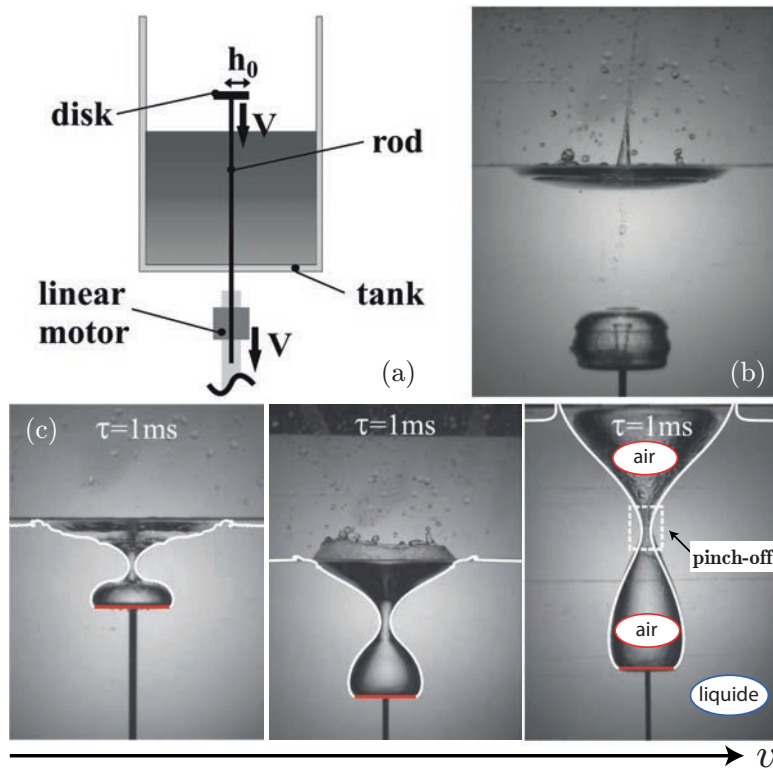 h₀
disk
V
rod
tank
linear
motor
V
(a)
(b)
(c)
τ=1ms
τ=1ms
τ=1ms
air
pinch-off
air
liquide
v